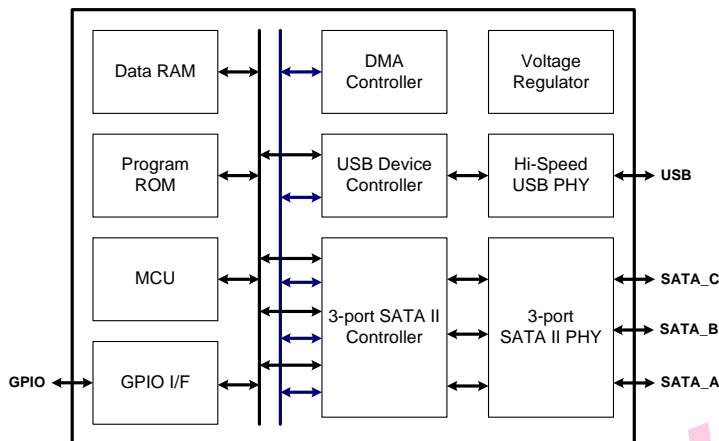 Data RAM
DMA
Controller
Voltage
Regulator
Program
ROM
USB Device
Controller
Hi-Speed
USB PHY
USB
MCU
3-port SATA II
Controller
3-port
SATA II PHY
SATA_C
SATA_B
SATA_A
GPIO
GPIO I/F